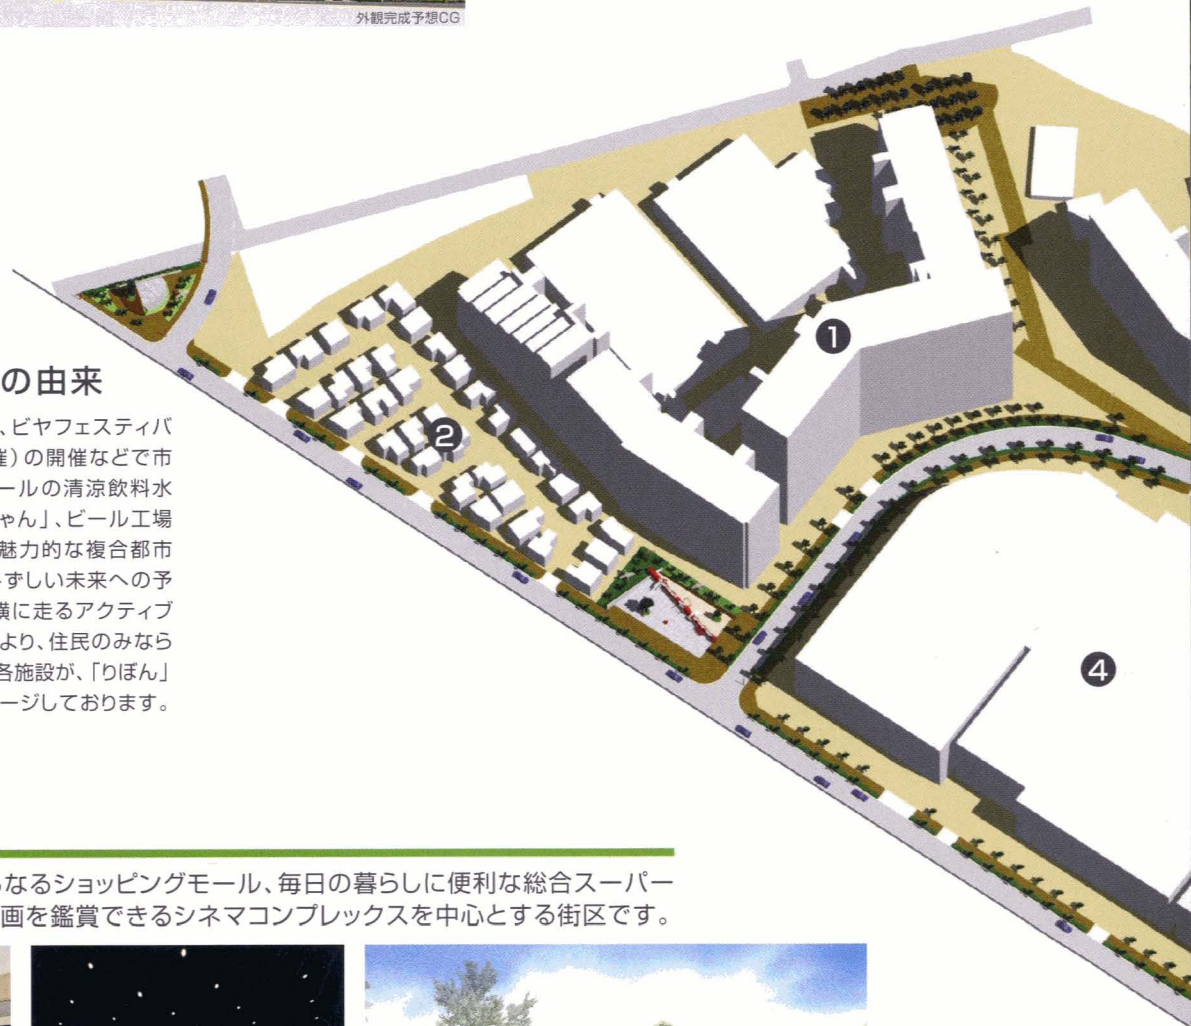 外観完成予想CG
の由来
、ビヤフェスティバ
催)の開催などで市
ールの清涼飲料水
ゃん」、ビール工場
魅力的な複合都市
ずしい未来への予
横に走るアクティブ
より、住民のみなら
各施設が、「りぼん」
ージしております。
1
2
4
なるショッピングモール、毎日の暮らしに便利な総合スーパー
画を鑑賞できるシネマコンプレックスを中心とする街区です。